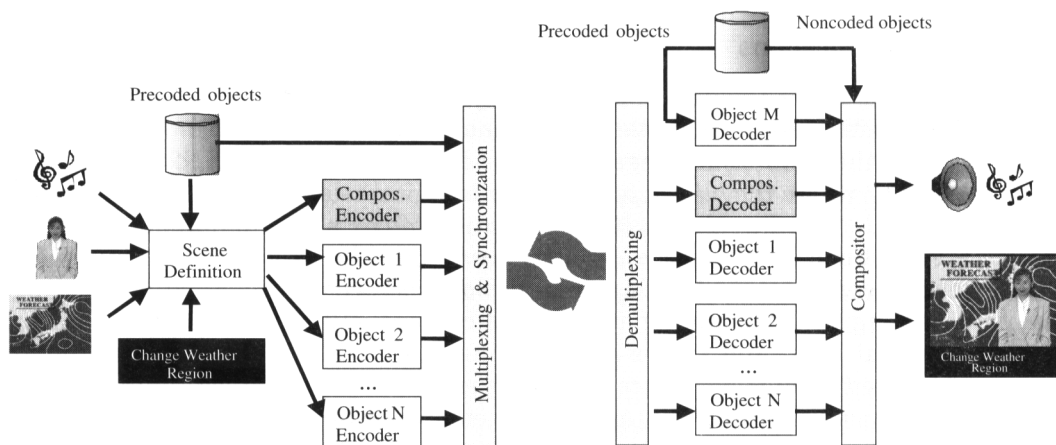 Precoded objects
Scene
Definition
Change Weather
Region
Compos.
Encoder
Object 1
Encoder
Object 2
Encoder
...
Object N
Encoder
Multiplexing & Synchronization
Precoded objects
Noncoded objects
Demultiplexing
Object M
Decoder
Compos.
Decoder
Object 1
Decoder
Object 2
Decoder
...
Object N
Decoder
Compositor
WEATHER
FORECAST
WEATHER
FORECAST
Change Weather
Region